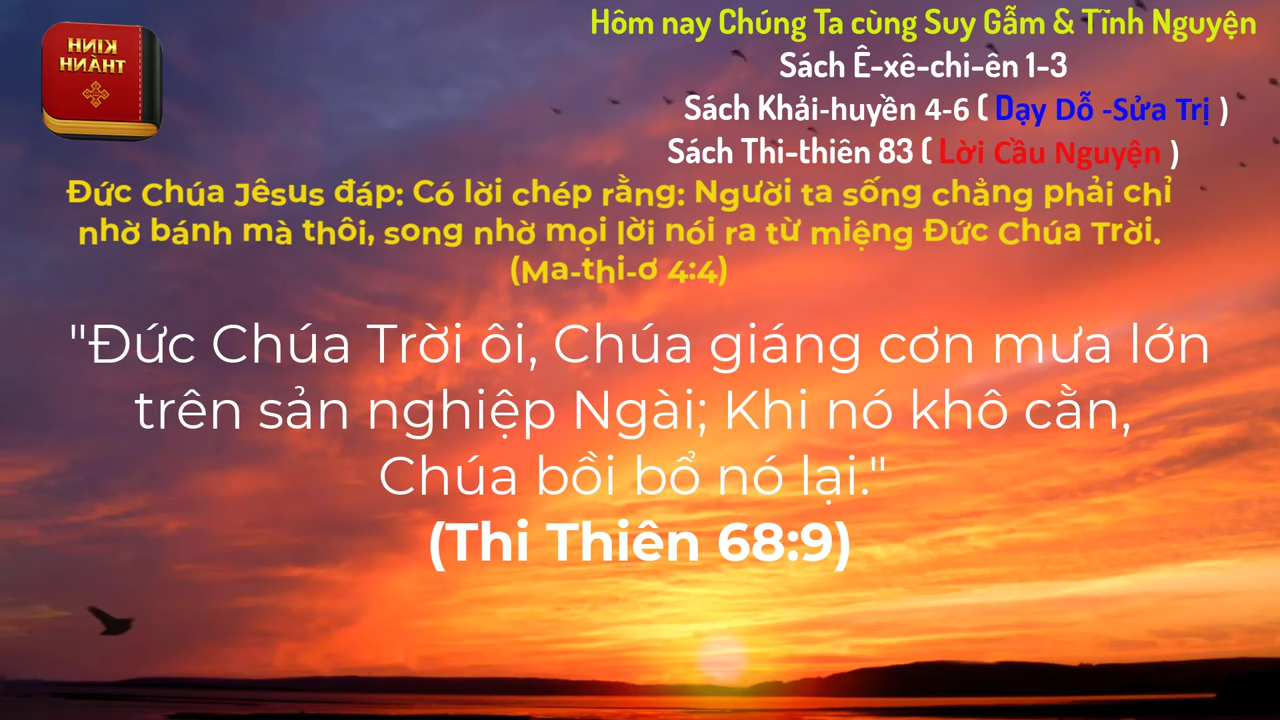 KINH
THÁNH
Hôm nay Chúng Ta cùng Suy Gẫm & Tĩnh Nguyện
Sách Ê-xê-chi-ên 1-3
Sách Khải-huyền 4-6 ( Dạy Dỗ -Sửa Trị )
Sách Thi-thiên 83 ( Lời Cầu Nguyện )
Đức Chúa Jêsus đáp: Có lời chép rằng: Người ta sống chẳng phải chỉ
nhờ bánh mà thôi, song nhờ mọi lời nói ra từ miệng Đức Chúa Trời.
(Ma-thi-ơ 4:4)
"Đức Chúa Trời ôi, Chúa giáng cơn mưa lớn
trên sản nghiệp Ngài; Khi nó khô cằn,
Chúa bồi bổ nó lại."
(Thi Thiên 68:9)